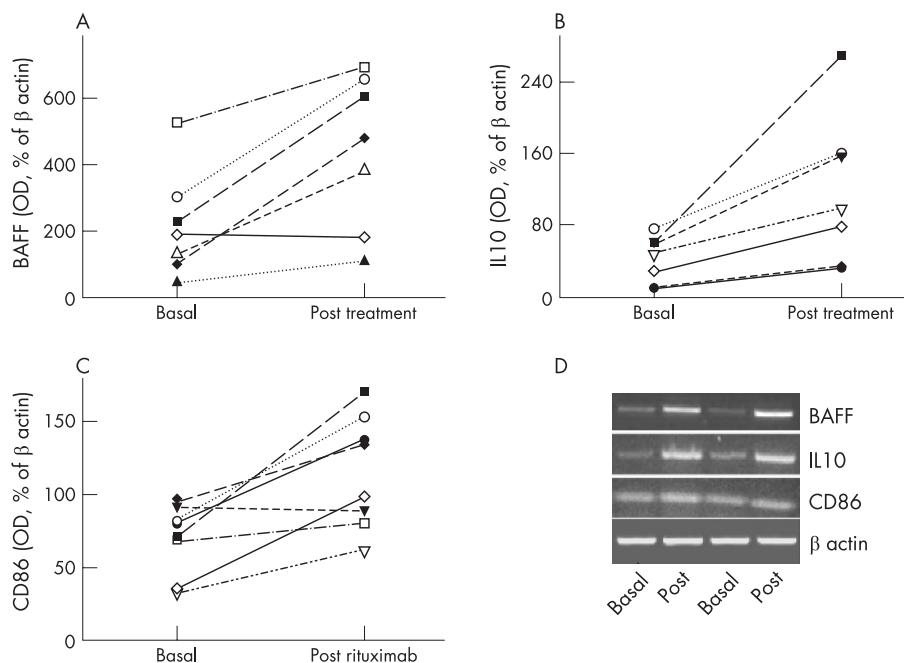 A
BAFF (OD, % of β actin)
600
400
200
0
Basal
Post treatment
B
IL10 (OD, % of β actin)
240
160
80
0
Basal
Post treatment
C
CD86 (OD, % of β actin)
150
100
50
0
Basal
Post rituximab
D
BAFF
IL10
CD86
β actin
Basal
Post
Basal
Post